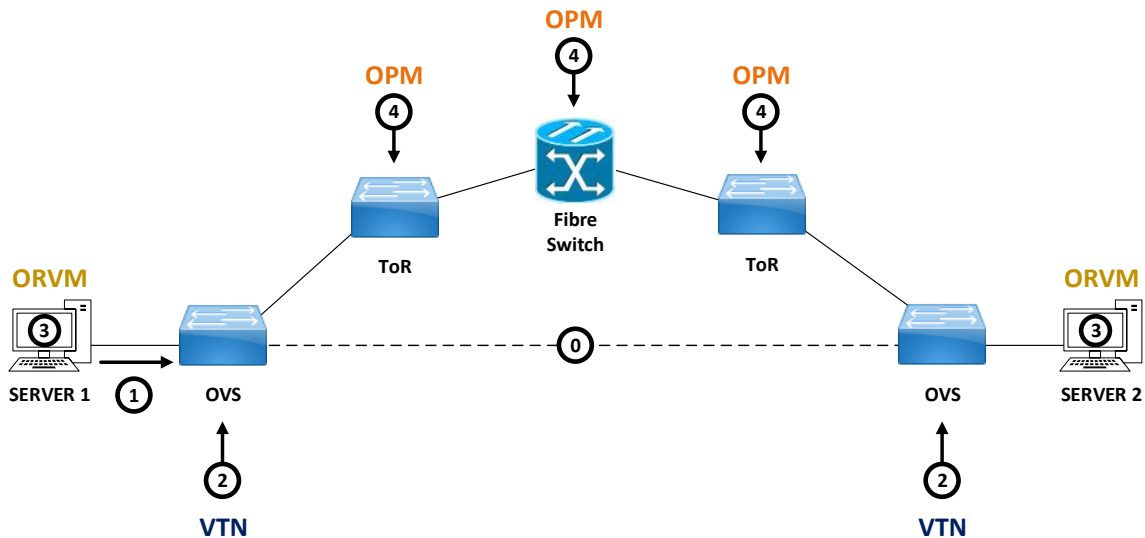 OPM
4
OPM
4
OPM
4
Fibre
Switch
ToR
ToR
ORVM
3
SERVER 1
1
OVS
0
OVS
ORVM
3
SERVER 2
2
VTN
2
VTN